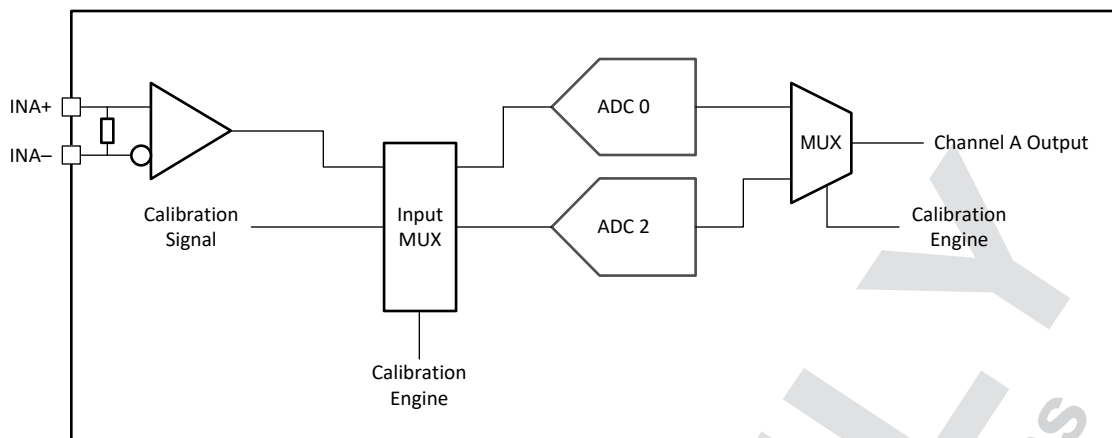 INA+
INA–
ADC 0
MUX
Channel A Output
Calibration
Signal
Input
MUX
ADC 2
Calibration
Engine
Calibration
Engine